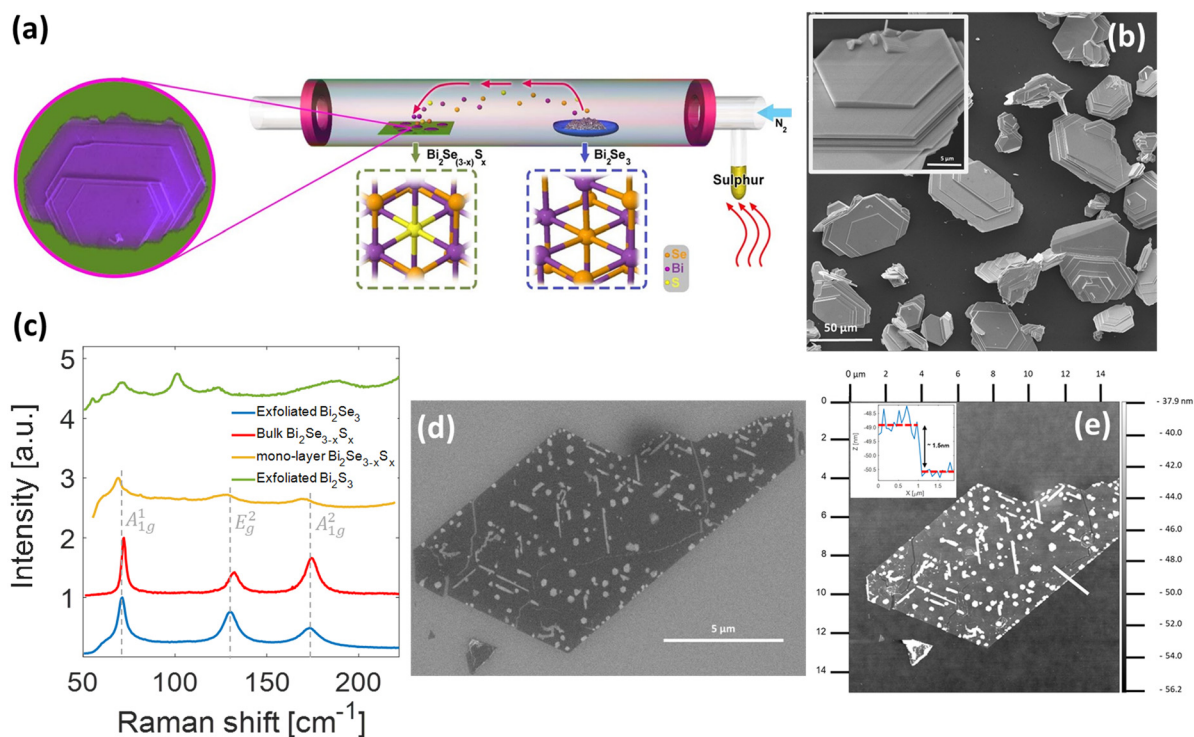 (a)
N2
Bi2Se(3-x)Sx
Bi2Se3
Sulphur
Se
Bi
S
(b)
5 μm
50 μm
(c)
5
4
3
2
1
Intensity [a.u.]
Exfoliated Bi2Se3
Bulk Bi2Se3-xSx
mono-layer Bi2Se3-xSx
Exfoliated Bi2S3
A1g1
Eg2
A1g2
50 100 150 200
Raman shift [cm-1]
(d)
5 μm
0 μm 2 4 6 8 10 12 14
0
2
4
6
8
10
12
14
(e)
-48.5
-49.0
-50.5
Z [nm]
~ 1.5nm
0 0.5 1 1.5
X [μm]
- 37.9 nm
- 40.0
- 42.0
- 44.0
- 46.0
- 48.0
- 50.0
- 52.0
- 54.0
- 56.2